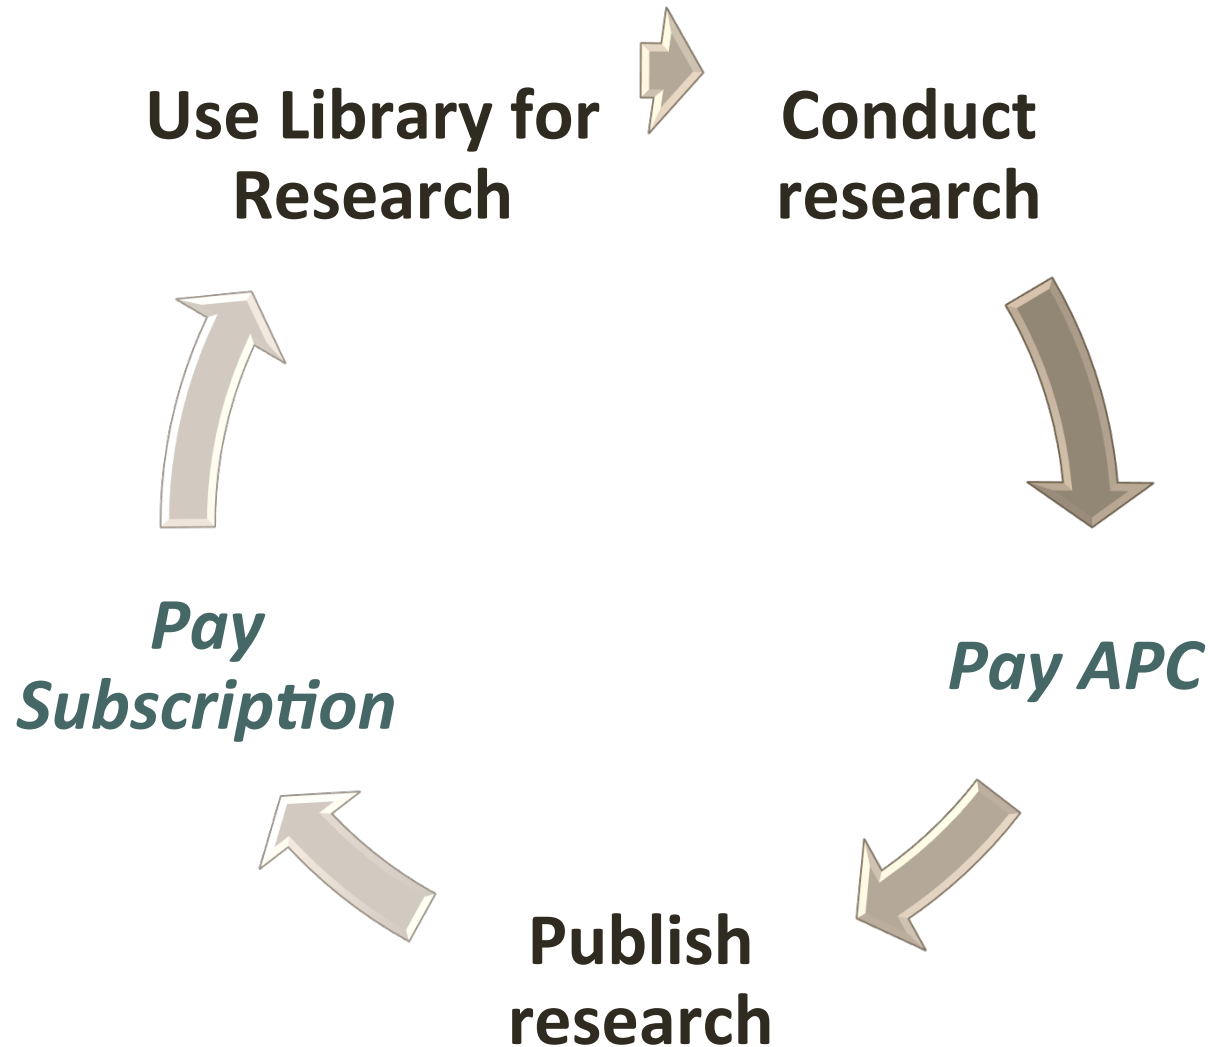 Use Library for
Research
Conduct
research
Pay APC
Publish
research
Pay
Subscription